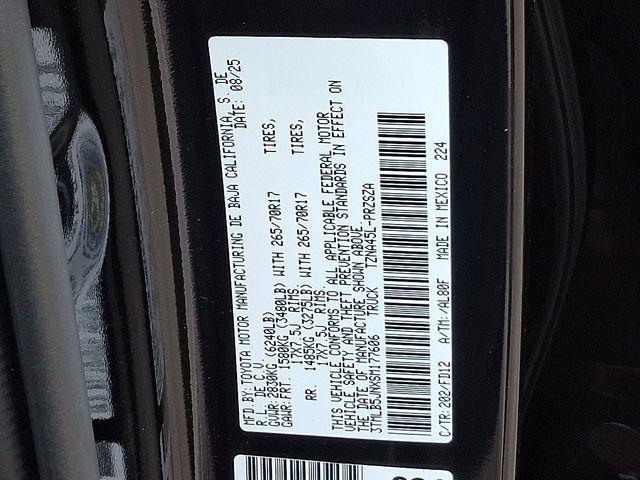 MFD. BY: TOYOTA MOTOR MANUFACTURING DE BAJA CALIFORNIA, S. DE
R.L. DE C.V. DATE: 08/25
GVWR: 2830KG (6240LB)
GAWR: FRT. 1580KG (3480LB) WITH 265/70R17 TIRES,
17X7.5J RIMS
RR. 1485KG (3275LB) WITH 265/70R17 TIRES,
17X7.5J RIMS
THIS VEHICLE CONFORMS TO ALL APPLICABLE FEDERAL MOTOR
VEHICLE SAFETY AND THEFT PREVENTION STANDARDS IN EFFECT ON
THE DATE OF MANUFACTURE SHOWN ABOVE.
3TMLB5JNXSM177606 TRUCK TZNA45L-PRZSZA
C/TR: 202/FD12 A/TM: /AL80F MADE IN MEXICO 224